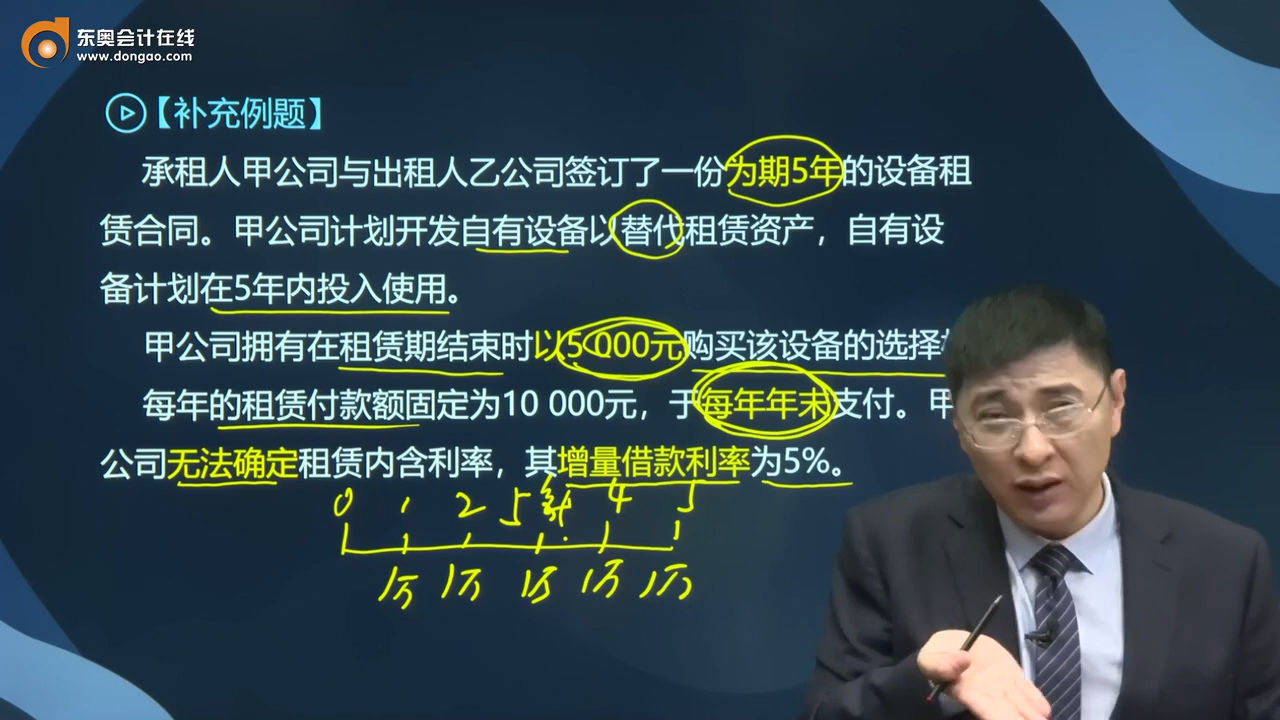 东奥会计在线
www.dongao.com
【补充例题】
承租人甲公司与出租人乙公司签订了一份为期5年的设备租
赁合同。甲公司计划开发自有设备以替代租赁资产，自有设
备计划在5年内投入使用。
甲公司拥有在租赁期结束时以5 000元购买该设备的选择
每年的租赁付款额固定为10 000元，于每年年末支付。甲
公司无法确定租赁内含利率，其增量借款利率为5%。
0 1 2 5年 4 5
1万 1万 1万 1万 1万